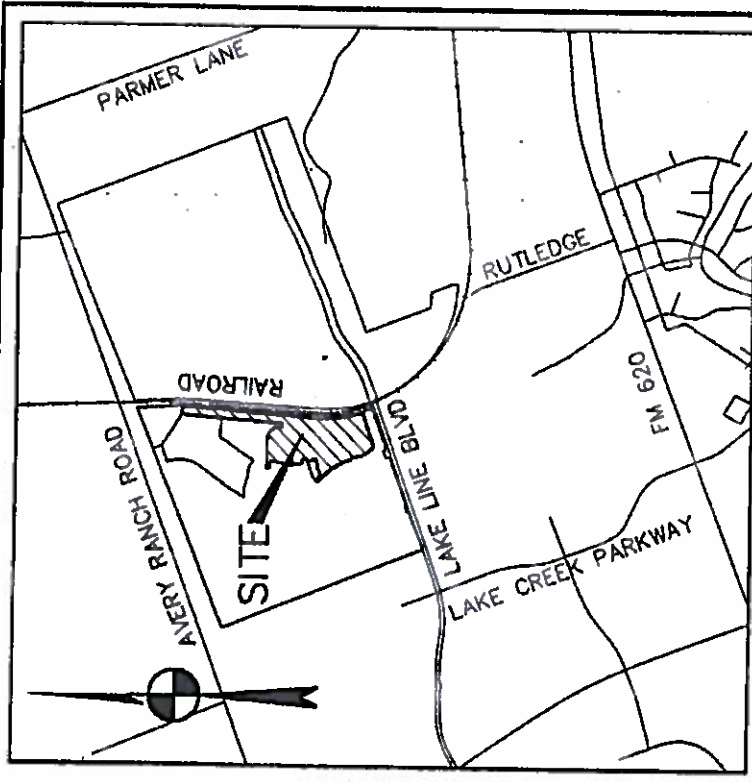 PARMER LANE
RUTLEDGE
RAILROAD
FM 620
AVERY RANCH ROAD
LAKE LINE BLVD
SITE
LAKE CREEK PARKWAY